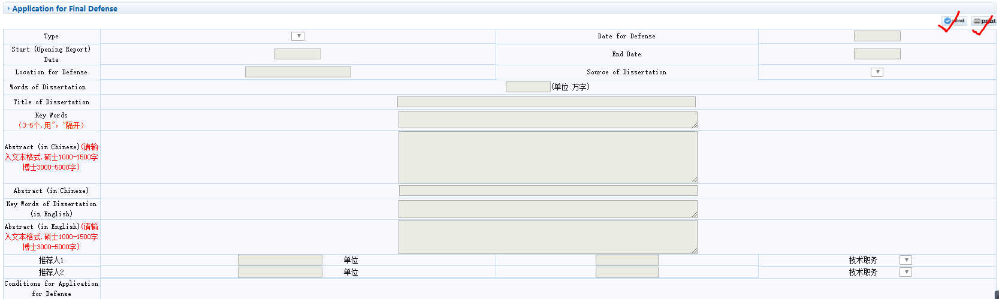 Application for Final Defense
submit print
Type Date for Defense
Start (Opening Report)
Date
End Date
Location for Defense Source of Dissertation
Words of Dissertation (单位:万字)
Title of Dissertation
Key Words
(3-5个,用"，"隔开)
Abstract (in Chinese)(请输
入文本格式,硕士1000-1500字
博士3000-5000字)
Abstract (in Chinese)
Key Words of Dissertation
(in English)
Abstract (in English)(请输
入文本格式,硕士1000-1500字
博士3000-5000字)
推荐人1 单位 技术职务
推荐人2 单位 技术职务
Conditions for Application
for Defense